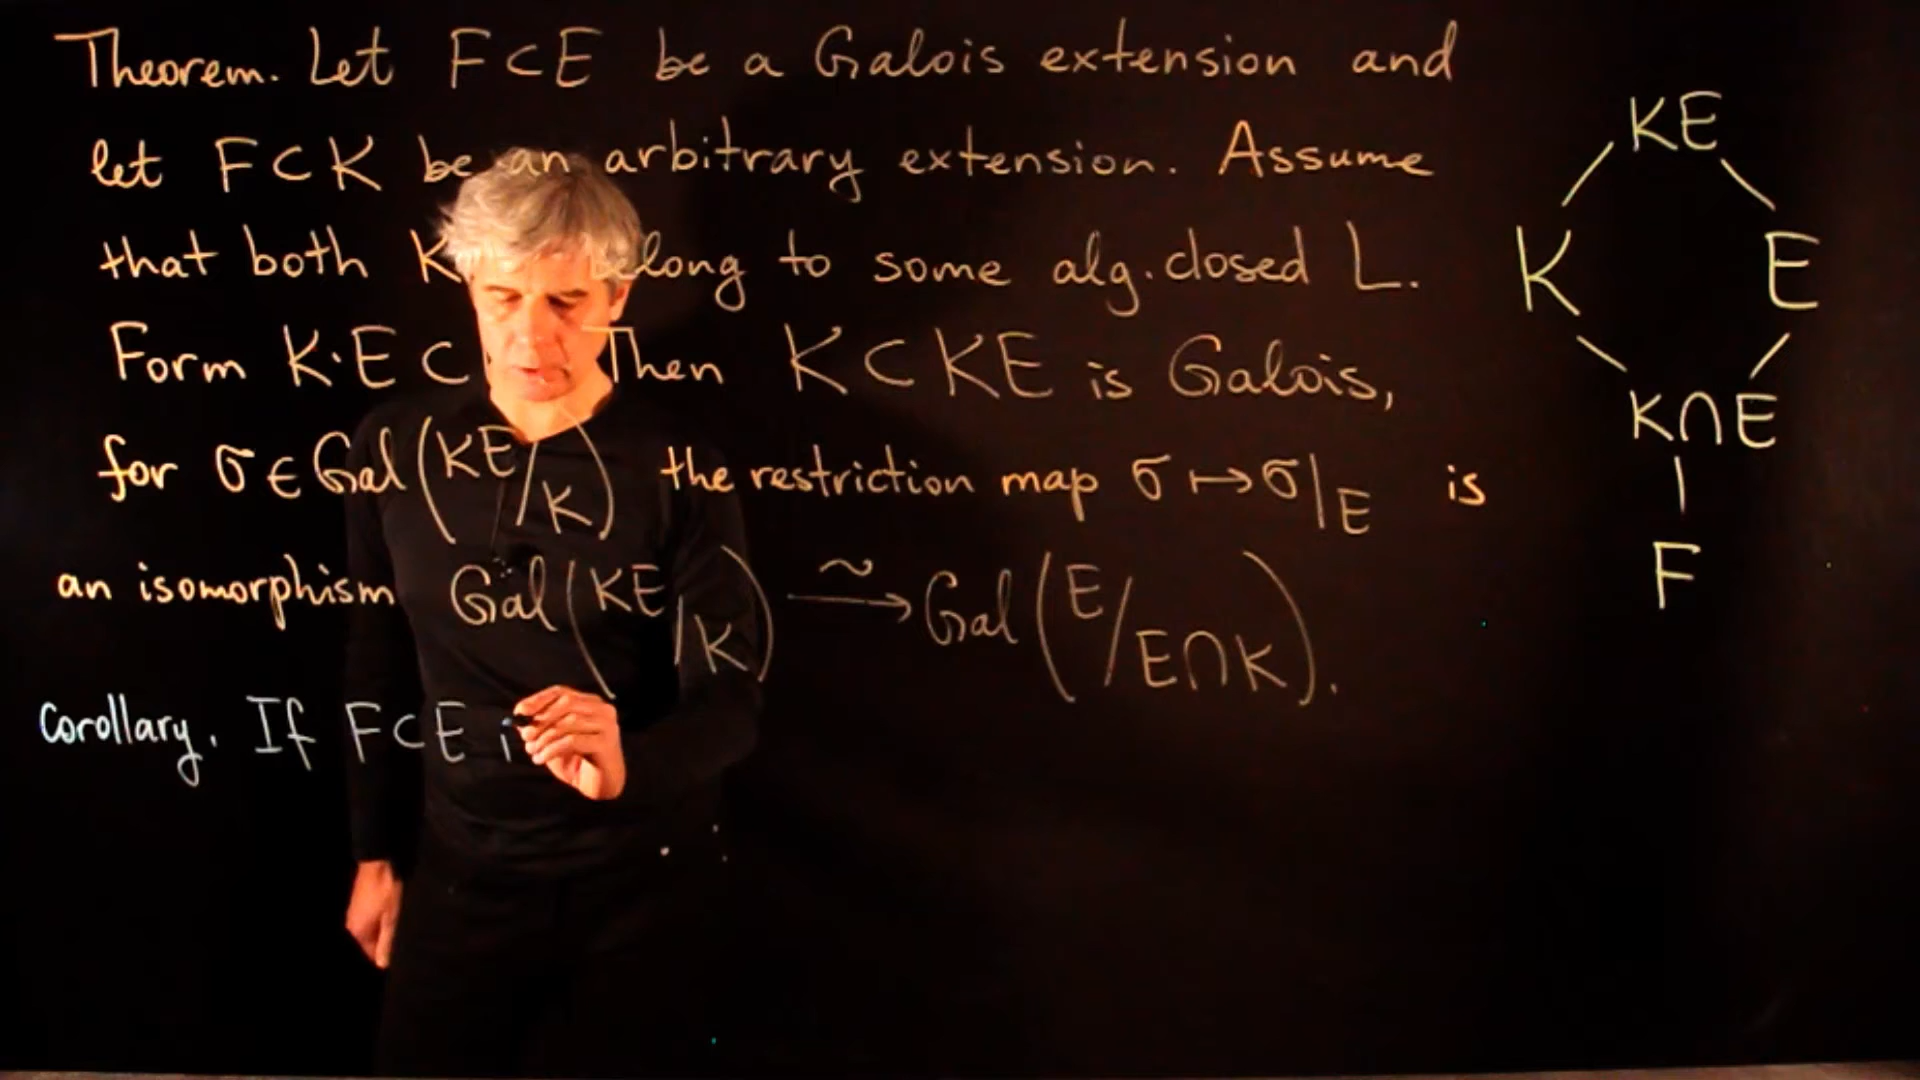 Theorem. Let F⊂E be a Galois extension and
let F⊂K be an arbitrary extension. Assume
that both K belong to some alg. closed L.
Form K·E⊂ Then K⊂KE is Galois,
for σ∈Gal(KE/K) the restriction map σ↦σ|E is
an isomorphism Gal(KE/K) ⥲ Gal(E/E∩K).
Corollary. If F⊂E
KE
K E
K∩E
F